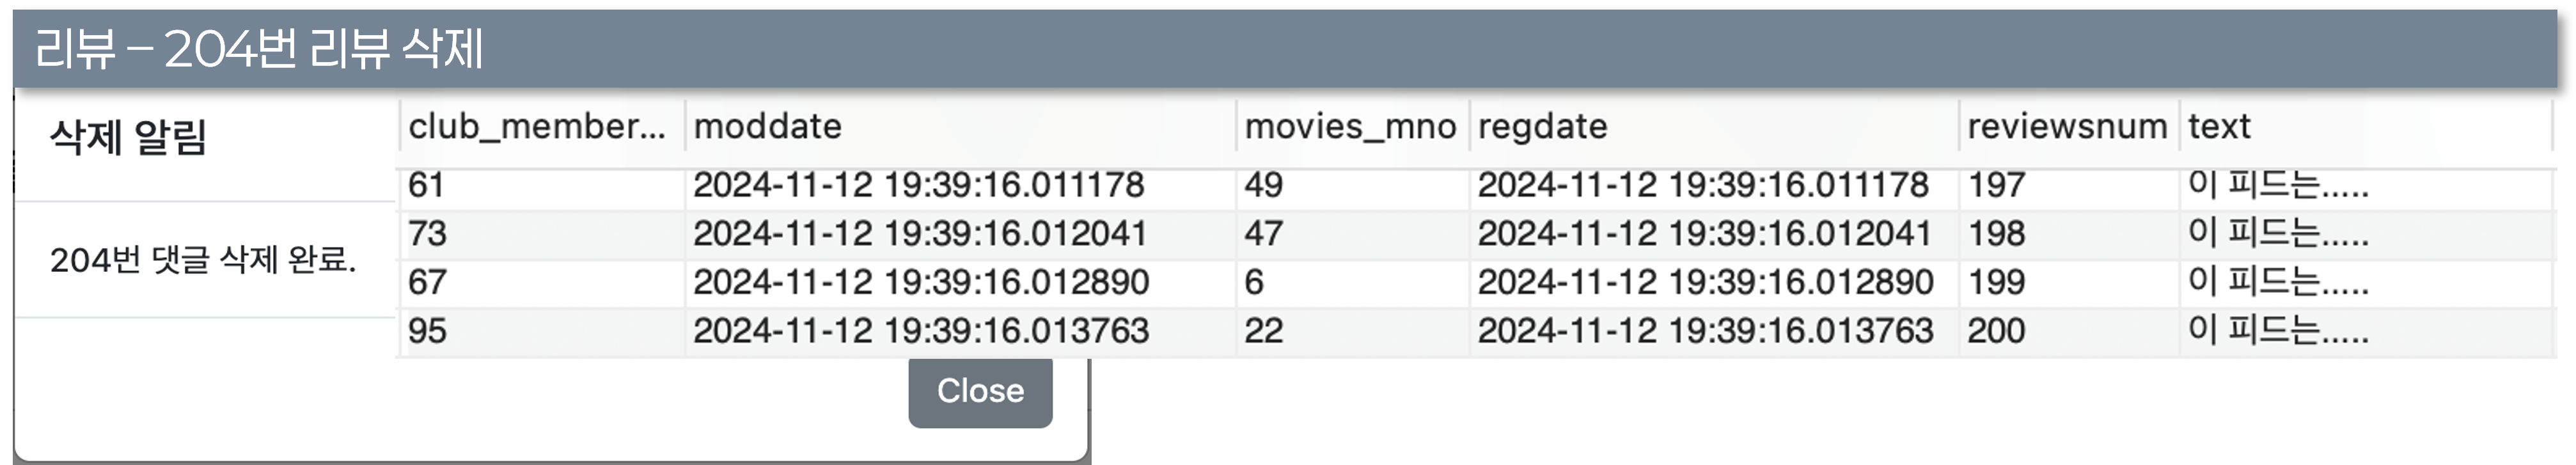 리뷰 – 204번 리뷰 삭제
삭제 알림
204번 댓글 삭제 완료.
club_member... moddate movies_mno regdate reviewsnum text
61 2024-11-12 19:39:16.011178 49 2024-11-12 19:39:16.011178 197 이 피드는.....
73 2024-11-12 19:39:16.012041 47 2024-11-12 19:39:16.012041 198 이 피드는.....
67 2024-11-12 19:39:16.012890 6 2024-11-12 19:39:16.012890 199 이 피드는.....
95 2024-11-12 19:39:16.013763 22 2024-11-12 19:39:16.013763 200 이 피드는.....
Close